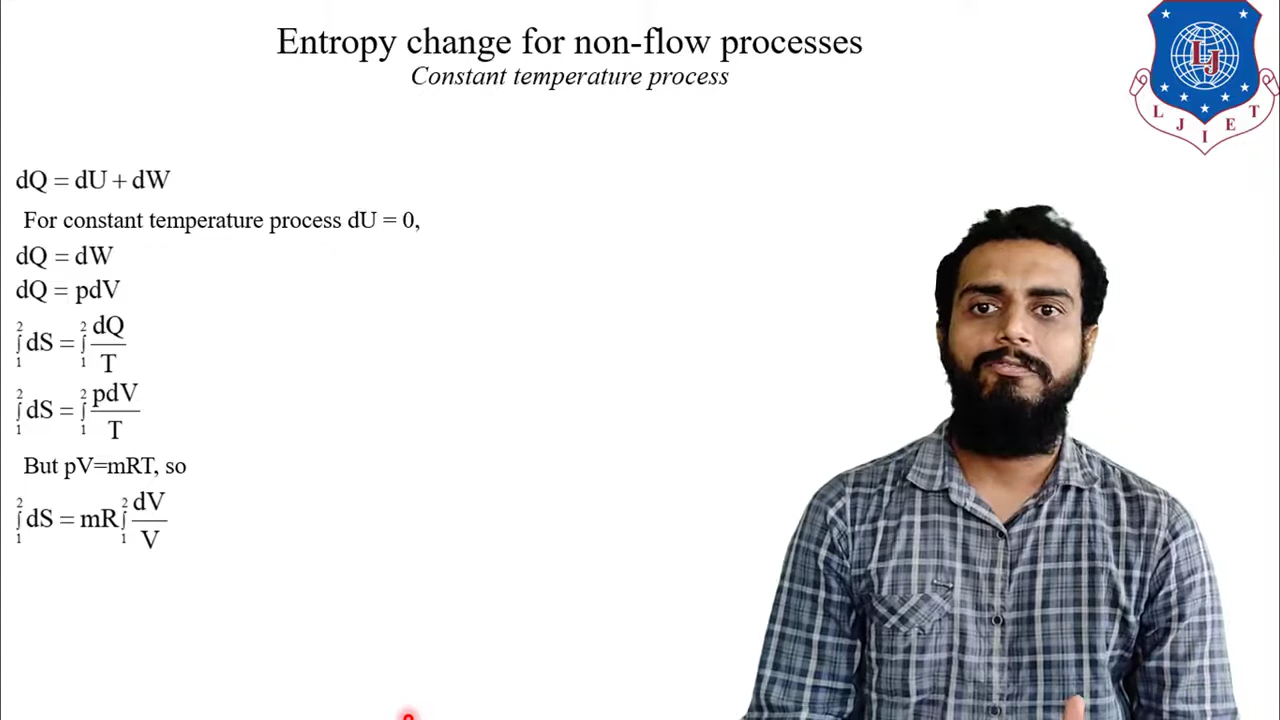 Entropy change for non-flow processes
Constant temperature process
LJ
L J I E T
dQ = dU + dW
For constant temperature process dU = 0,
dQ = dW
dQ = pdV
∫₁² dS = ∫₁² dQ/T
∫₁² dS = ∫₁² pdV/T
But pV=mRT, so
∫₁² dS = mR ∫₁² dV/V